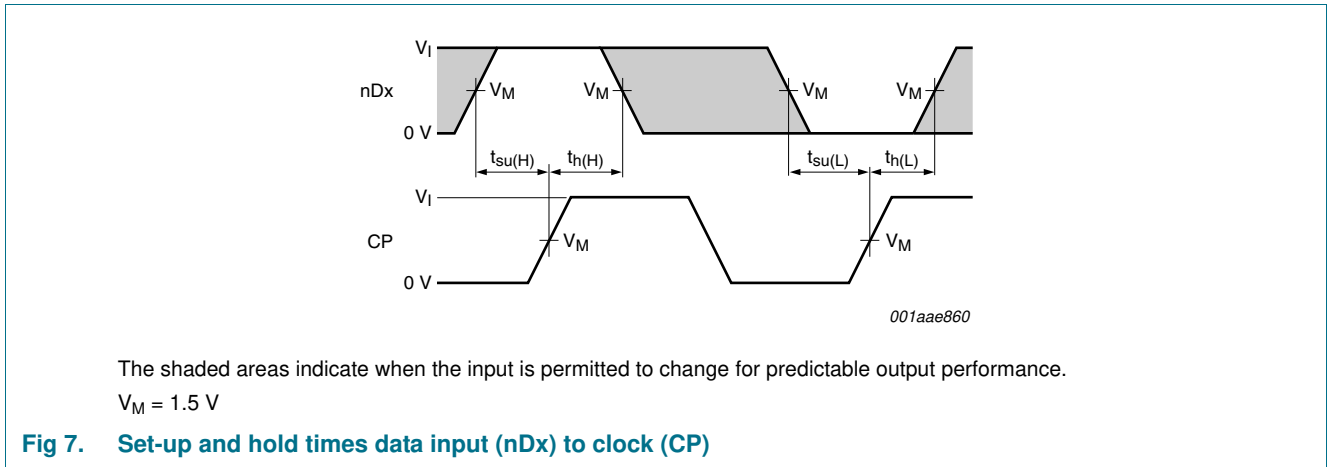 VI
nDx
VM VM VM VM
0 V
tsu(H) th(H) tsu(L) th(L)
VI
CP VM VM
0 V
001aae860
The shaded areas indicate when the input is permitted to change for predictable output performance.
VM = 1.5 V
Fig 7. Set-up and hold times data input (nDx) to clock (CP)